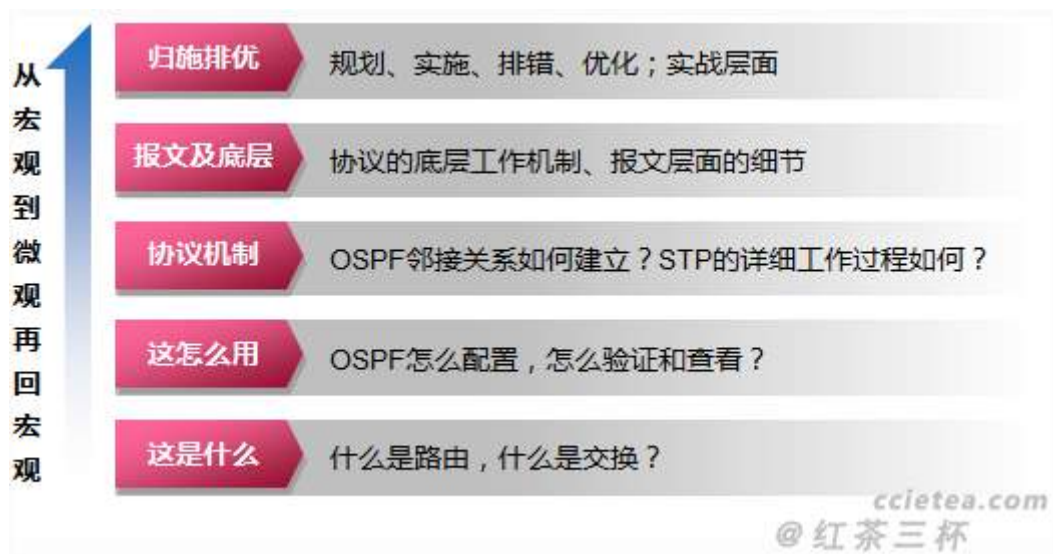 从宏观到微观再回宏观
归施排优
规划、实施、排错、优化；实战层面
报文及底层
协议的底层工作机制、报文层面的细节
协议机制
OSPF邻接关系如何建立？STP的详细工作过程如何？
这怎么用
OSPF怎么配置，怎么验证和查看？
这是什么
什么是路由，什么是交换？
ccietea.com
@红茶三杯